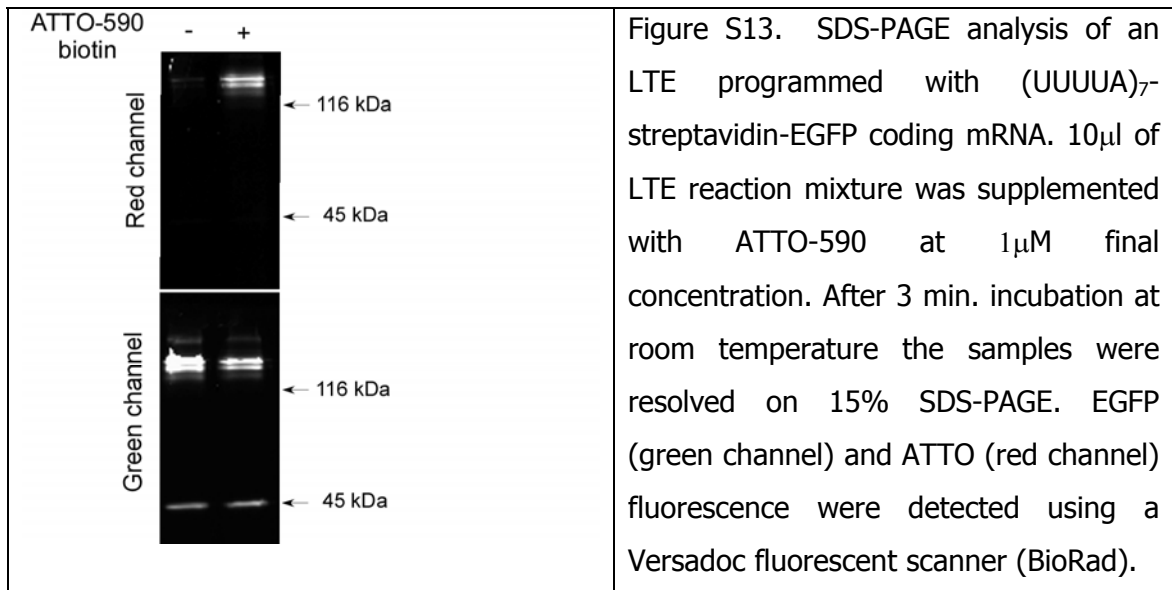 ATTO-590
biotin
- +
Red channel
← 116 kDa
← 45 kDa
Green channel
← 116 kDa
← 45 kDa
Figure S13. SDS-PAGE analysis of an
LTE programmed with (UUUUA)₇-
streptavidin-EGFP coding mRNA. 10μl of
LTE reaction mixture was supplemented
with ATTO-590 at 1μM final
concentration. After 3 min. incubation at
room temperature the samples were
resolved on 15% SDS-PAGE. EGFP
(green channel) and ATTO (red channel)
fluorescence were detected using a
Versadoc fluorescent scanner (BioRad).